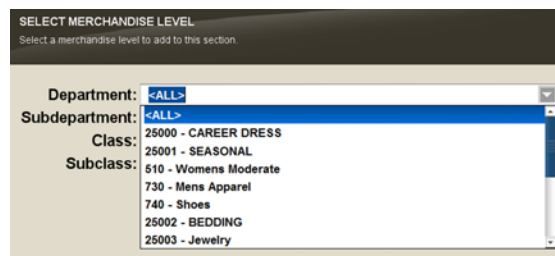 SELECT MERCHANDISE LEVEL
Select a merchandise level to add to this section.
Department: <ALL>
Subdepartment: <ALL>
Class: 25000 - CAREER DRESS
25001 - SEASONAL
Subclass: 510 - Womens Moderate
730 - Mens Apparel
740 - Shoes
25002 - BEDDING
25003 - Jewelry